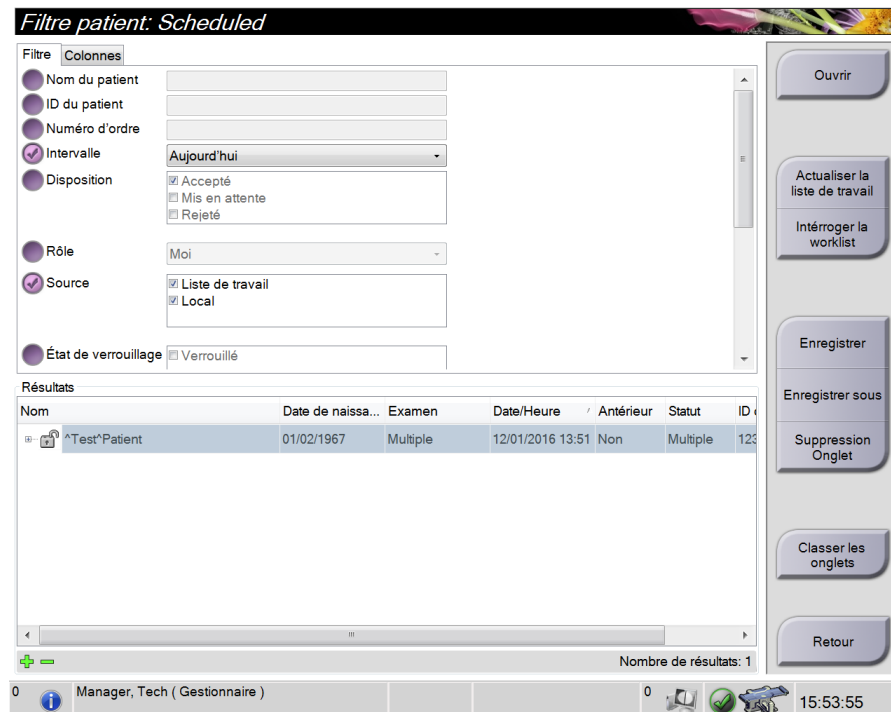 Filtre patient: Scheduled
Filtre Colonnes
Nom du patient
ID du patient
Numéro d'ordre
Intervalle Aujourd'hui
Disposition Accepté
Mis en attente
Rejeté
Rôle Moi
Source Liste de travail
Local
État de verrouillage Verrouillé
Résultats
Nom Date de naissa... Examen Date/Heure Antérieur Statut ID
^Test^Patient 01/02/1967 Multiple 12/01/2016 13:51 Non Multiple 123
Nombre de résultats: 1
Ouvrir
Actualiser la
liste de travail
Intérroger la
worklist
Enregistrer
Enregistrer sous
Suppression
Onglet
Classer les
onglets
Retour
0 Manager, Tech ( Gestionnaire ) 0 15:53:55